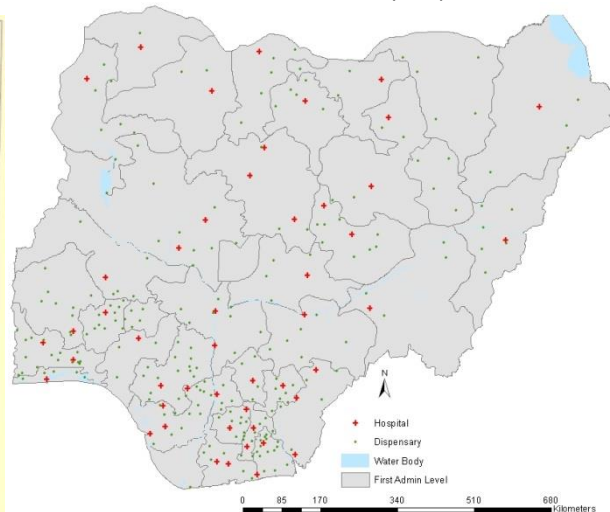 N
Hospital
Dispensary
Water Body
First Admin Level
0 85 170 340 510 680
Kilometers